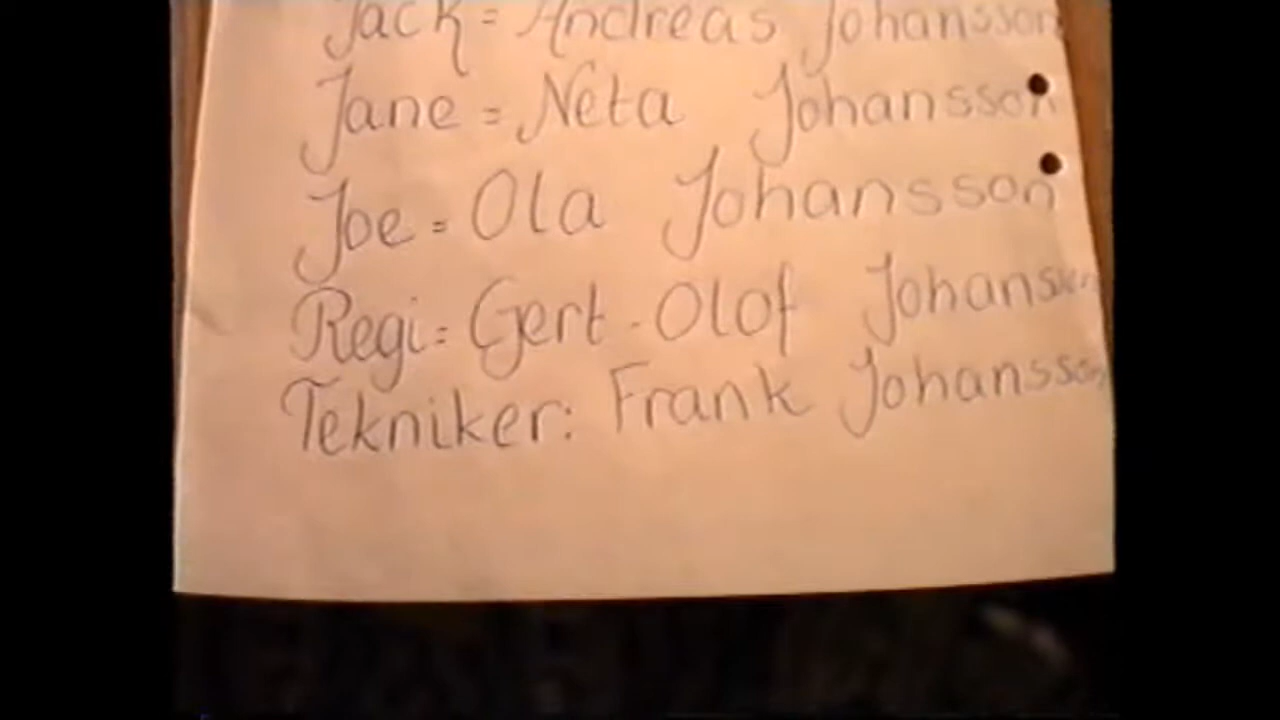 Jack = Andreas Johansson
Jane = Neta Johansson
Joe = Ola Johansson
Regi = Gert-Olof Johansson
Tekniker: Frank Johansson